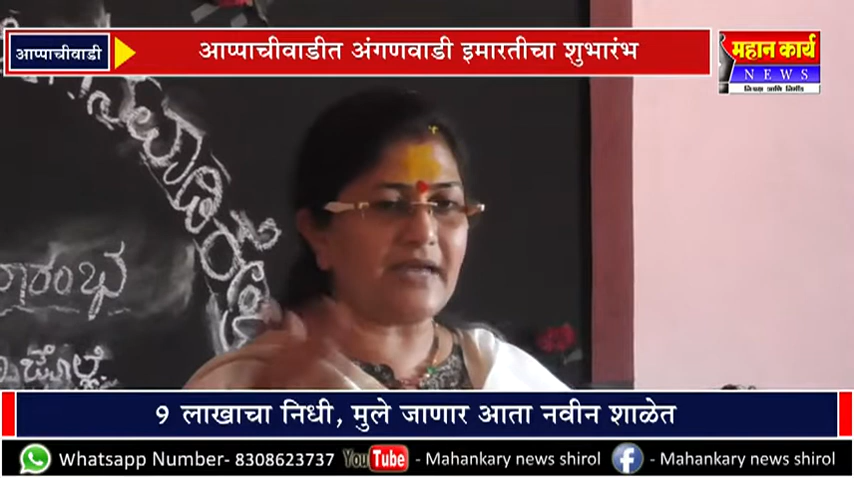 आप्पाचीवाडी
आप्पाचीवाडीत अंगणवाडी इमारतीचा शुभारंभ
महान कार्य
NEWS
ರಾರಂಭ
९ लाखाचा निधी, मुले जाणार आता नवीन शाळेत
Whatsapp Number- 8308623737
YouTube - Mahankary news shirol
- Mahankary news shirol